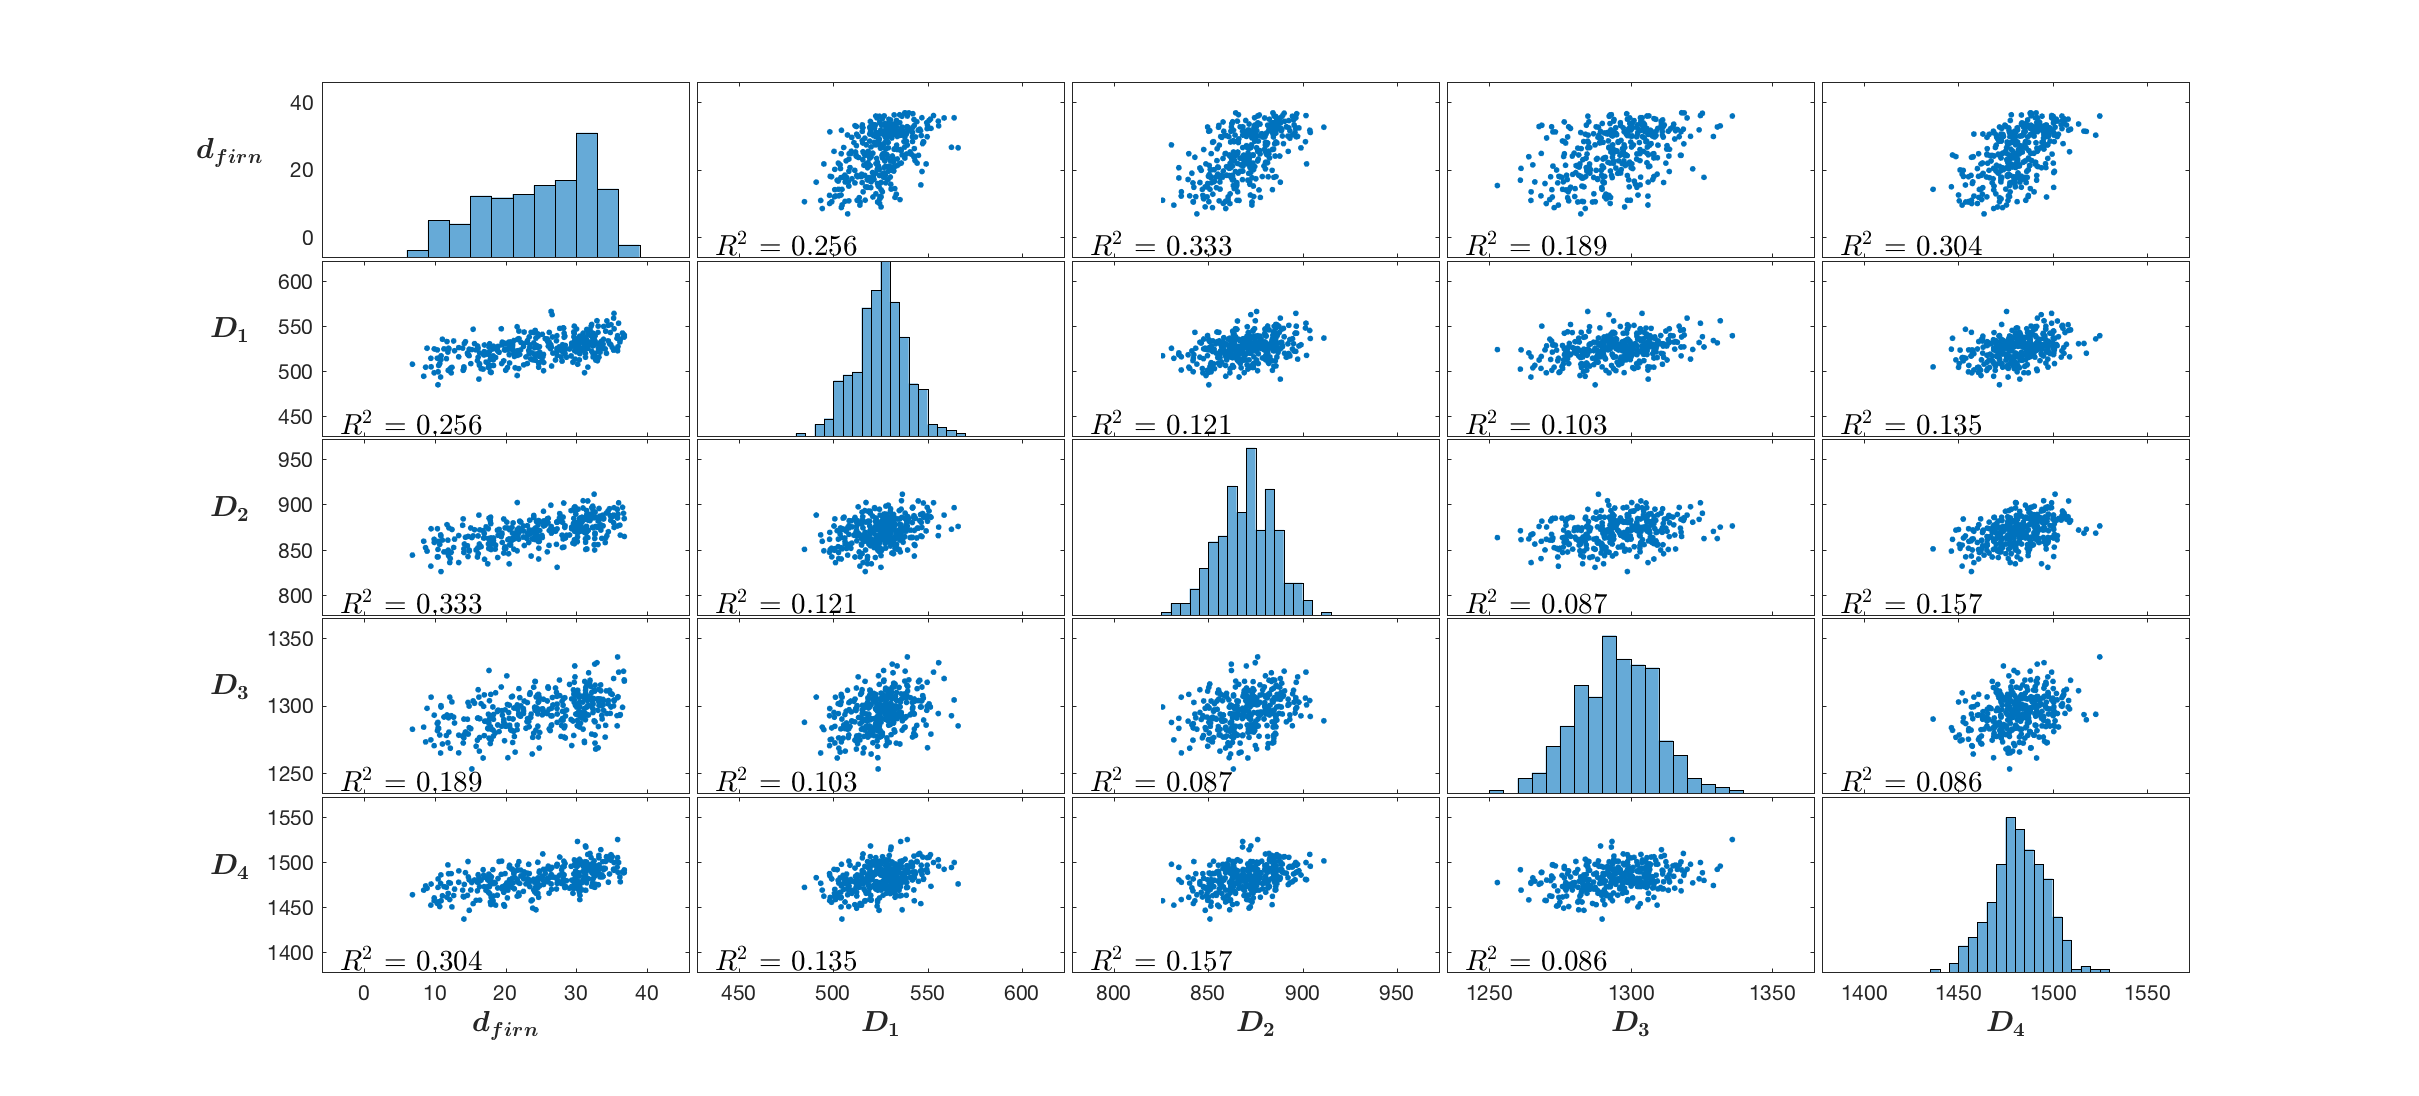 40
20
0
d_firn
R² = 0.256
R² = 0.333
R² = 0.189
R² = 0.304
600
550
500
450
D₁
R² = 0.256
R² = 0.121
R² = 0.103
R² = 0.135
950
900
850
800
D₂
R² = 0.333
R² = 0.121
R² = 0.087
R² = 0.157
1350
1300
1250
D₃
R² = 0.189
R² = 0.103
R² = 0.087
R² = 0.086
1550
1500
1450
1400
D₄
R² = 0.304
R² = 0.135
R² = 0.157
R² = 0.086
0 10 20 30 40
450 500 550 600
800 850 900 950
1250 1300 1350
1400 1450 1500 1550
d_firn
D₁
D₂
D₃
D₄